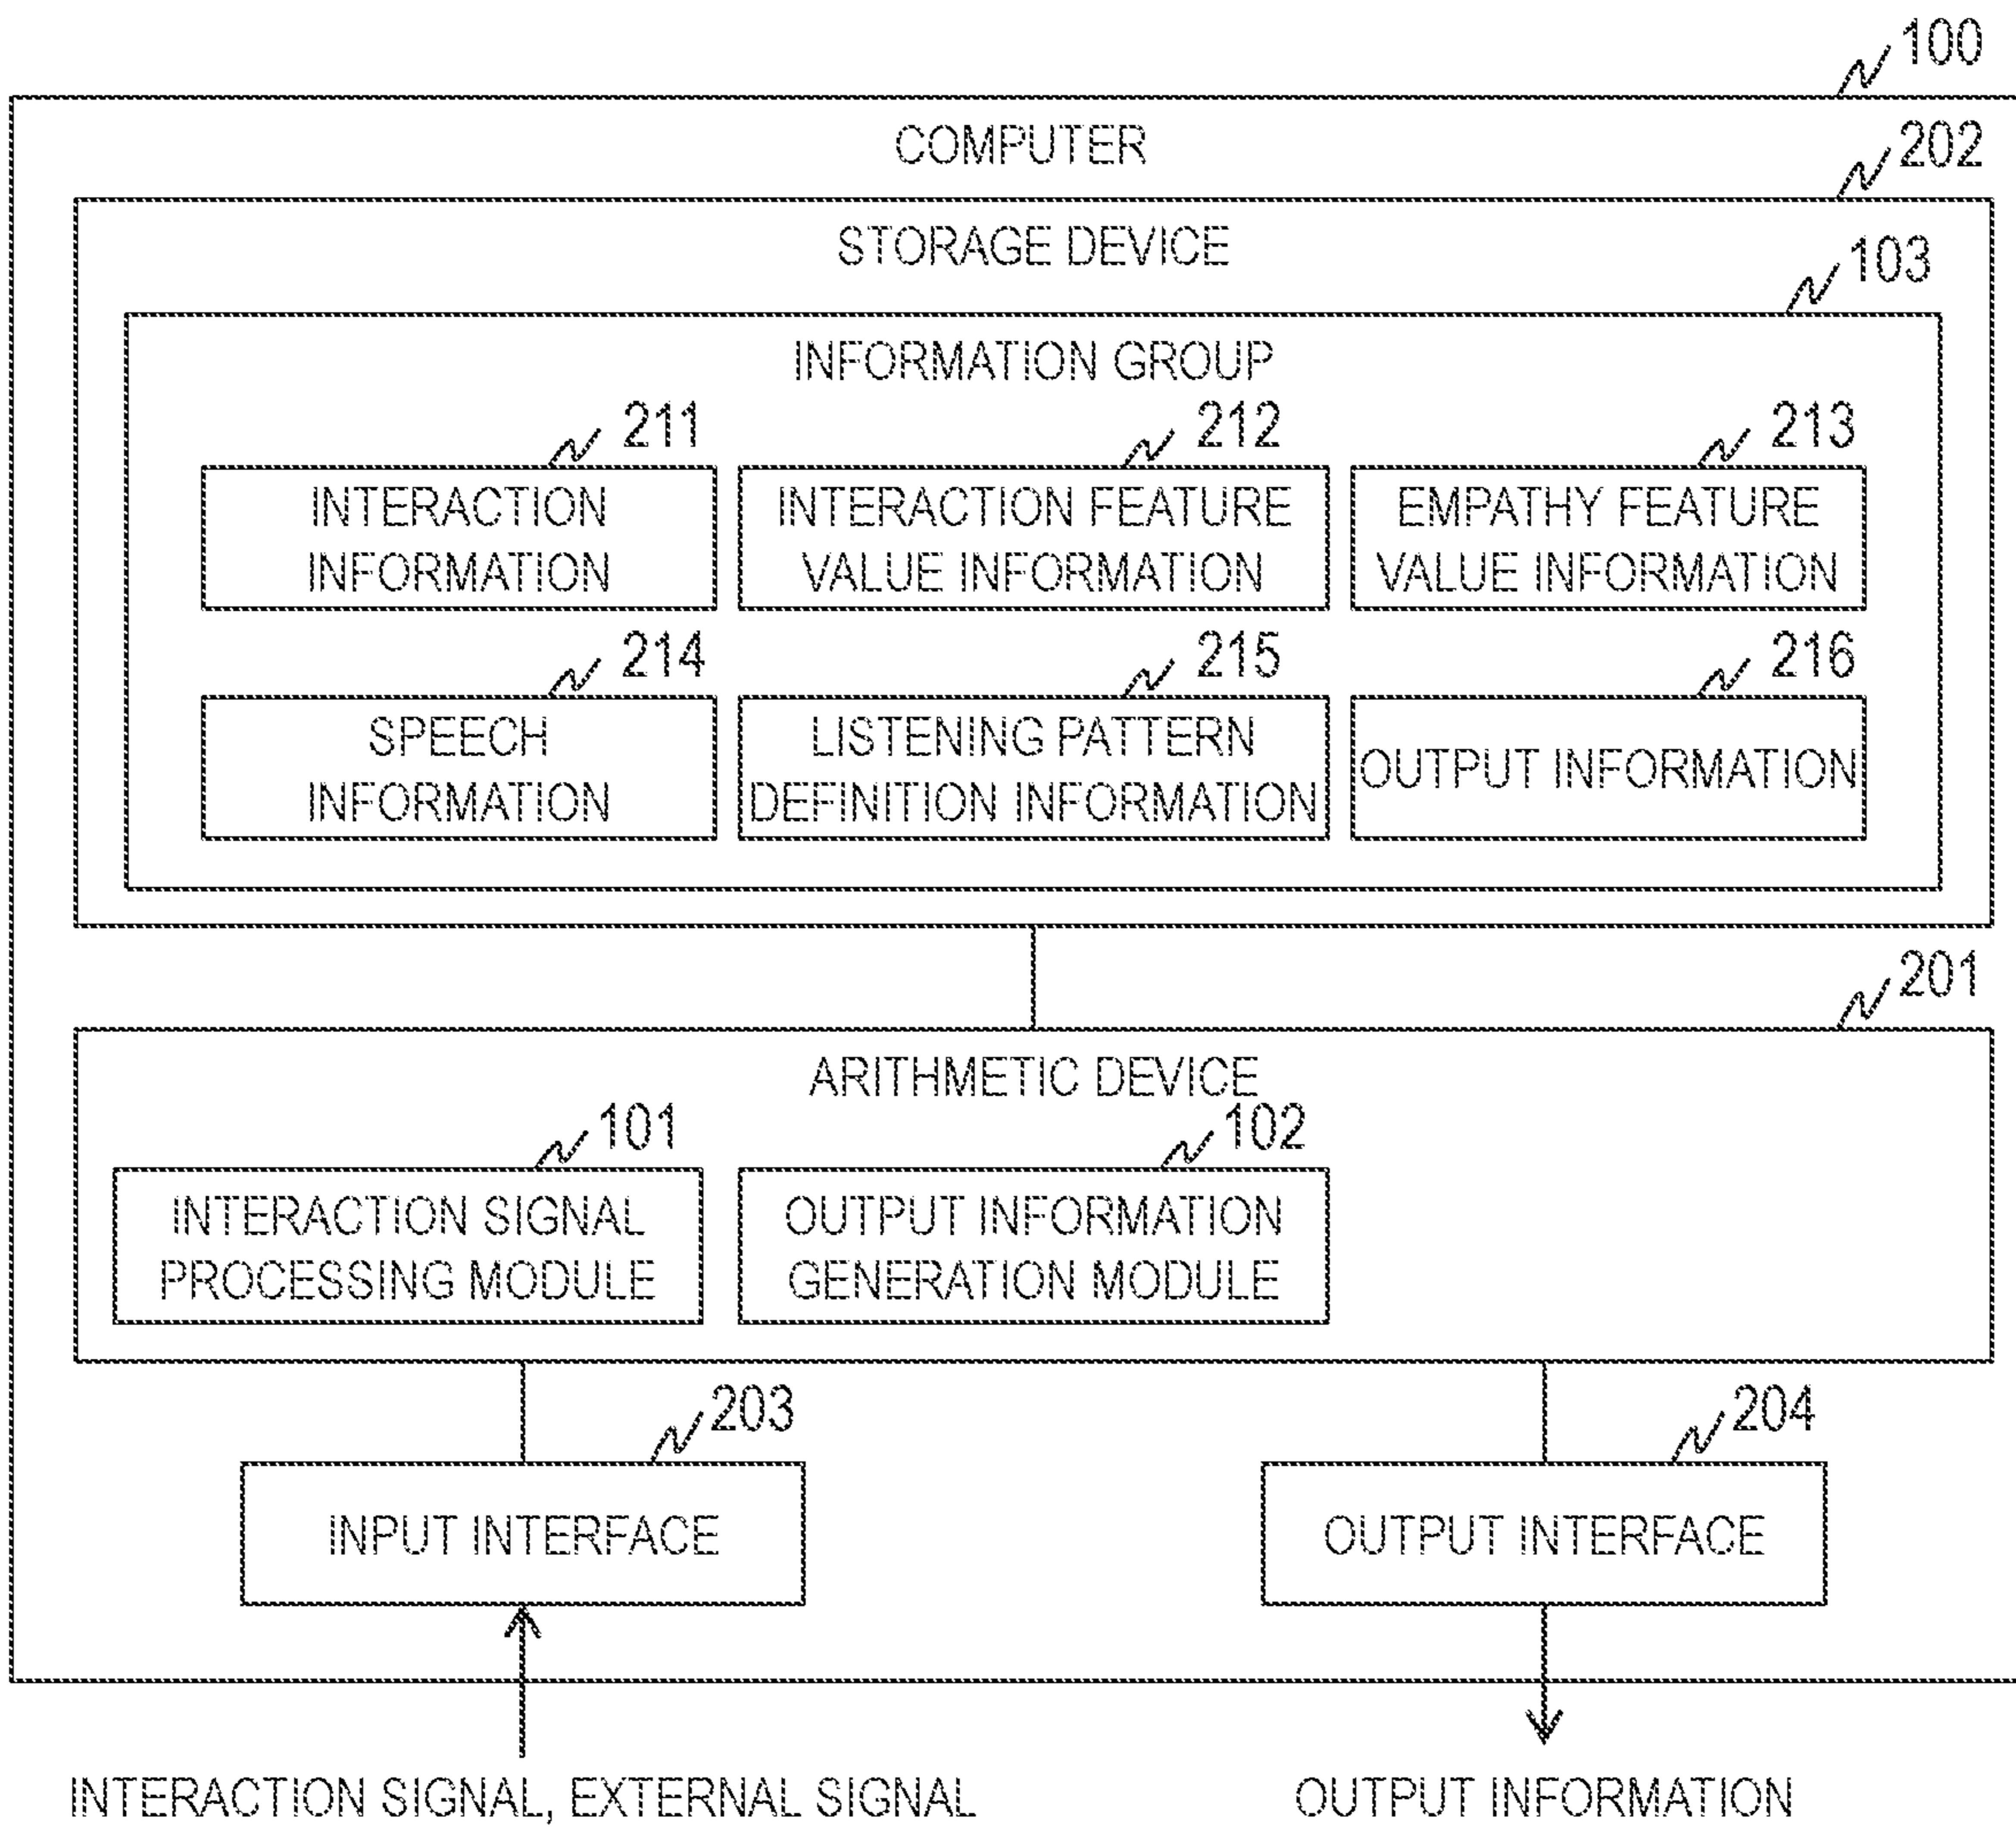 100
COMPUTER
202
STORAGE DEVICE
103
INFORMATION GROUP
211
212
213
INTERACTION
INFORMATION
INTERACTION FEATURE
VALUE INFORMATION
EMPATHY FEATURE
VALUE INFORMATION
214
215
216
SPEECH
INFORMATION
LISTENING PATTERN
DEFINITION INFORMATION
OUTPUT INFORMATION
201
ARITHMETIC DEVICE
101
102
INTERACTION SIGNAL
PROCESSING MODULE
OUTPUT INFORMATION
GENERATION MODULE
203
204
INPUT INTERFACE
OUTPUT INTERFACE
INTERACTION SIGNAL, EXTERNAL SIGNAL
OUTPUT INFORMATION